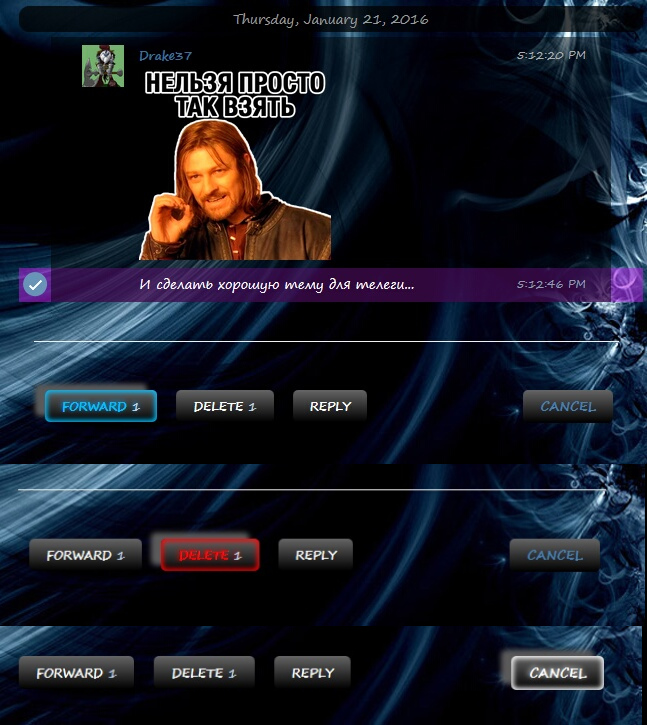 Thursday, January 21, 2016
Drake37 5:12:20 PM
НЕЛЬЗЯ ПРОСТО
ТАК ВЗЯТЬ
И сделать хорошую тему для телеги... 5:12:46 PM
FORWARD 1 DELETE 1 REPLY CANCEL
FORWARD 1 DELETE 1 REPLY CANCEL
FORWARD 1 DELETE 1 REPLY CANCEL